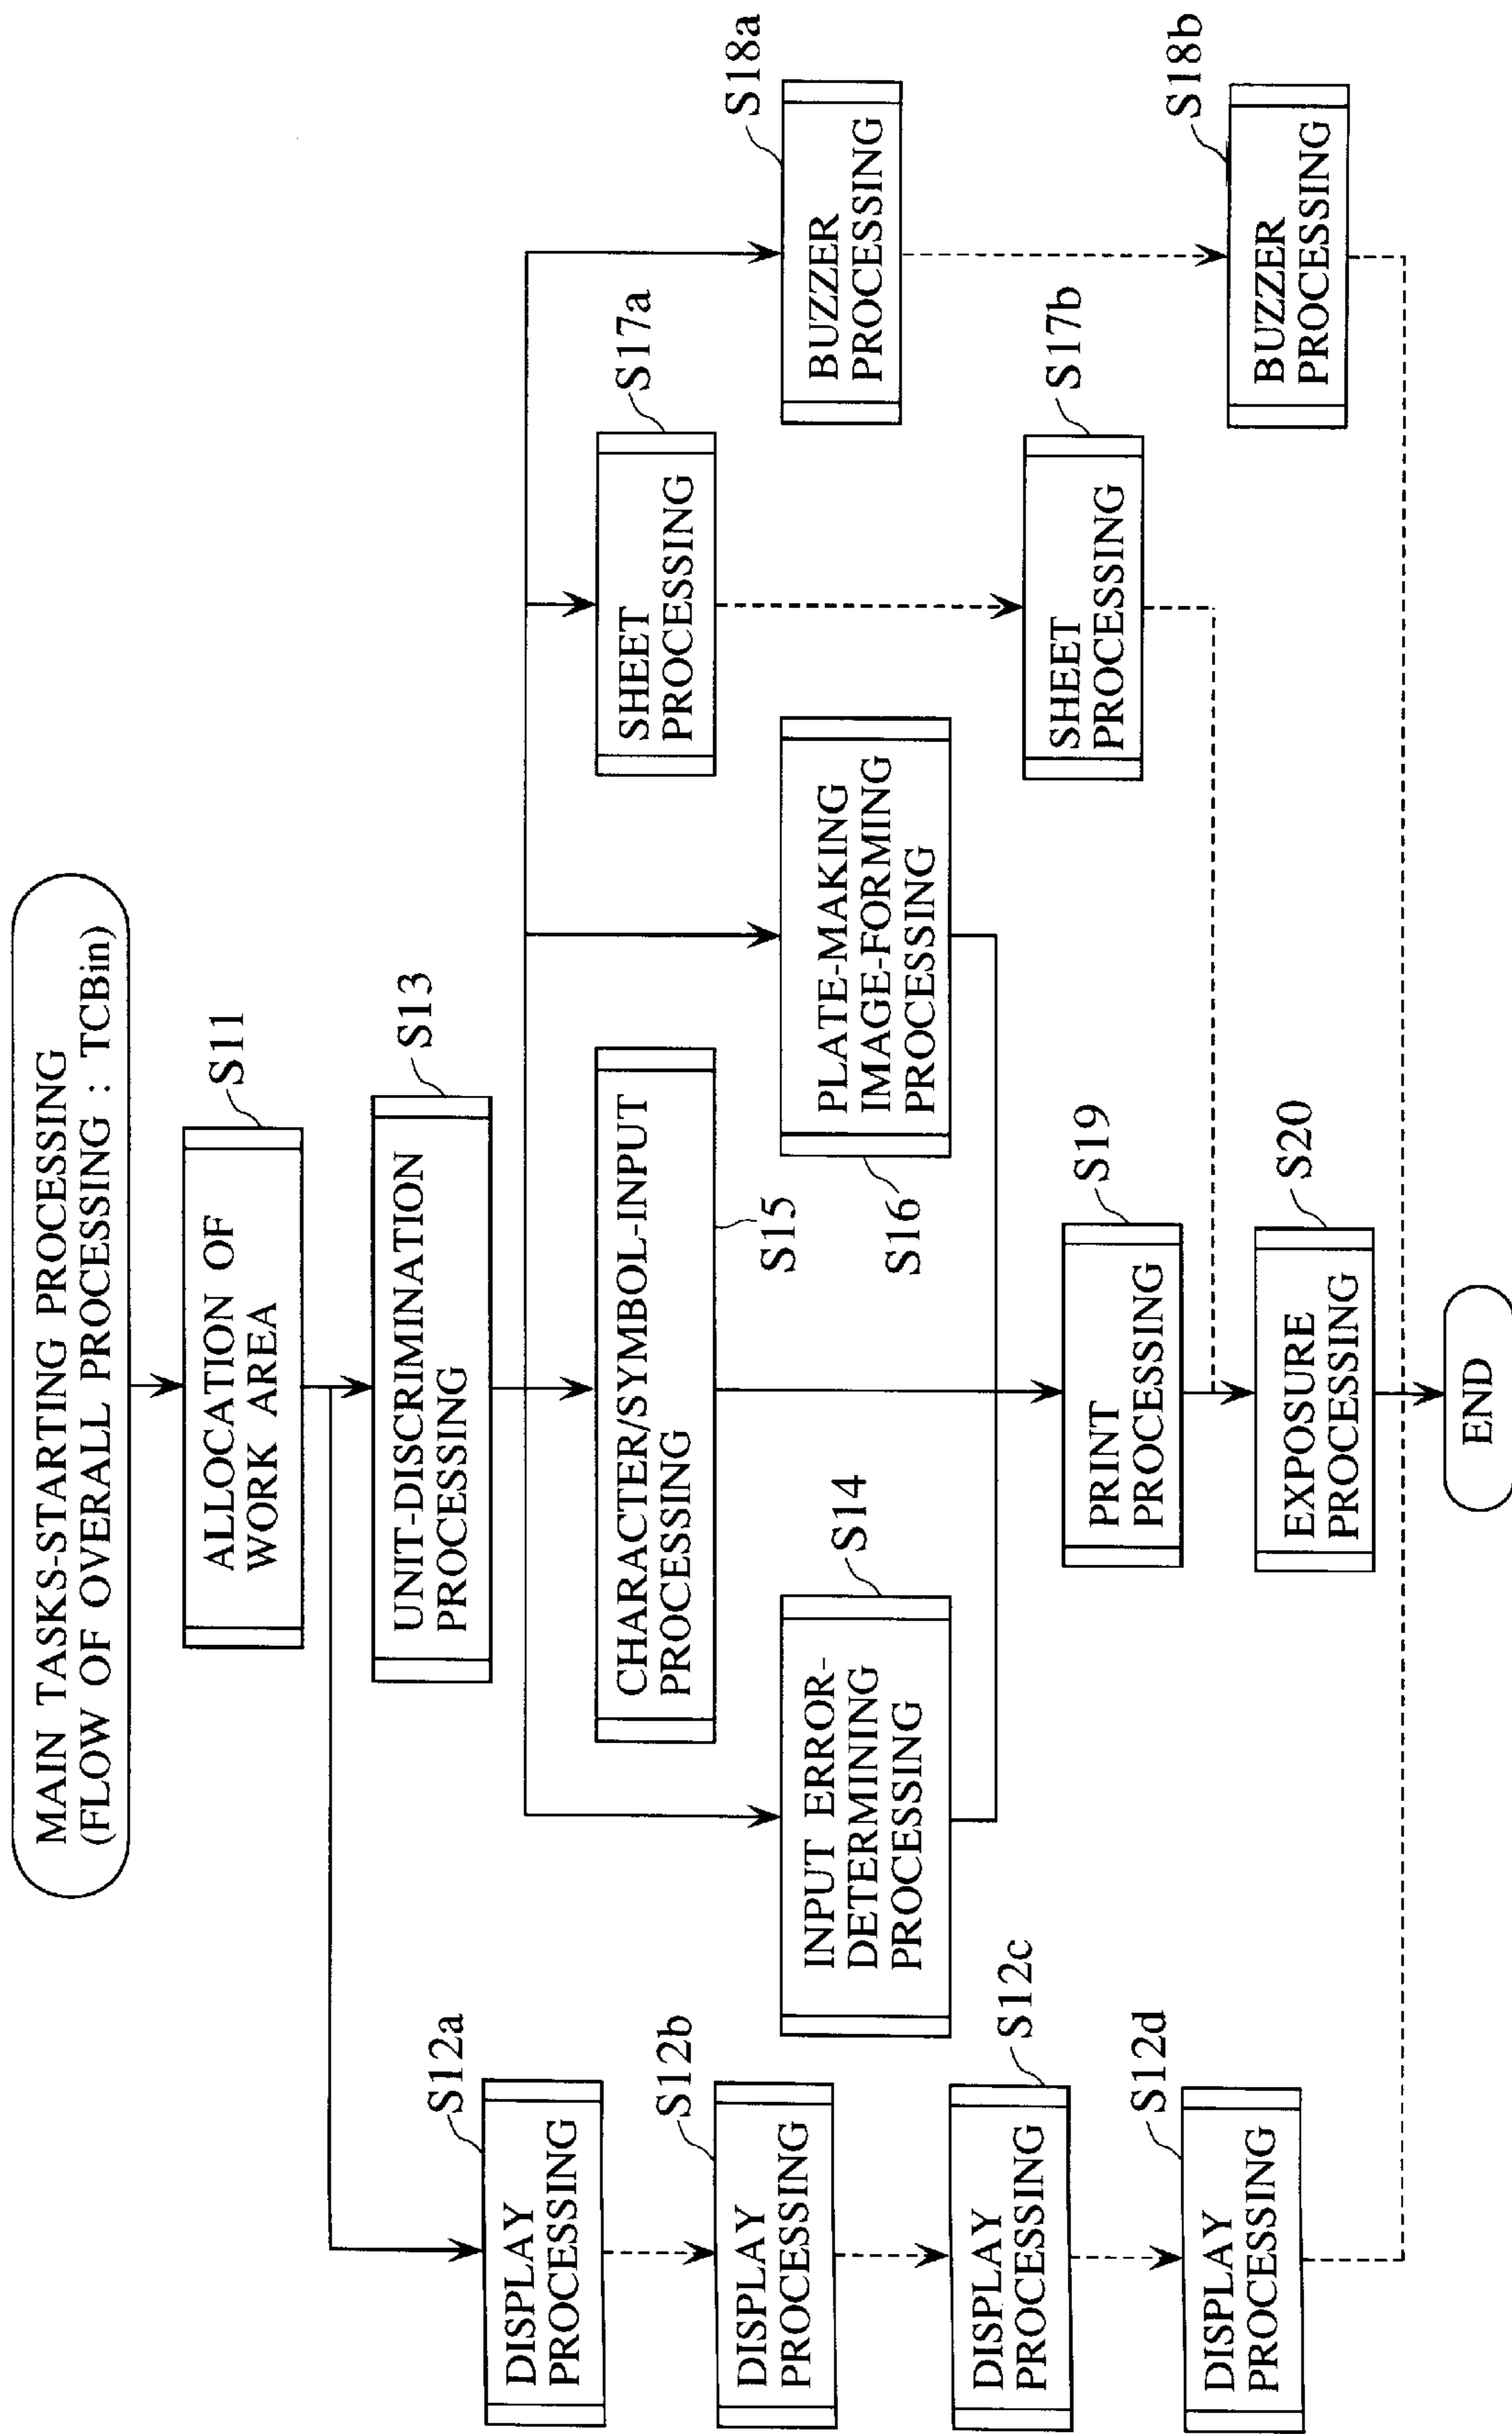 MAIN TASKS-STARTING PROCESSING
(FLOW OF OVERALL PROCESSING : TCBin)
S11
ALLOCATION OF
WORK AREA
S13
UNIT-DISCRIMINATION
PROCESSING
S12a
DISPLAY
PROCESSING
S12b
DISPLAY
PROCESSING
S12c
DISPLAY
PROCESSING
S12d
DISPLAY
PROCESSING
S14
INPUT ERROR-
DETERMINING
PROCESSING
CHARACTER/SYMBOL-INPUT
PROCESSING
S15
PLATE-MAKING
IMAGE-FORMING
PROCESSING
S16
S17a
SHEET
PROCESSING
S17b
SHEET
PROCESSING
S18a
BUZZER
PROCESSING
S18b
BUZZER
PROCESSING
S19
PRINT
PROCESSING
S20
EXPOSURE
PROCESSING
END